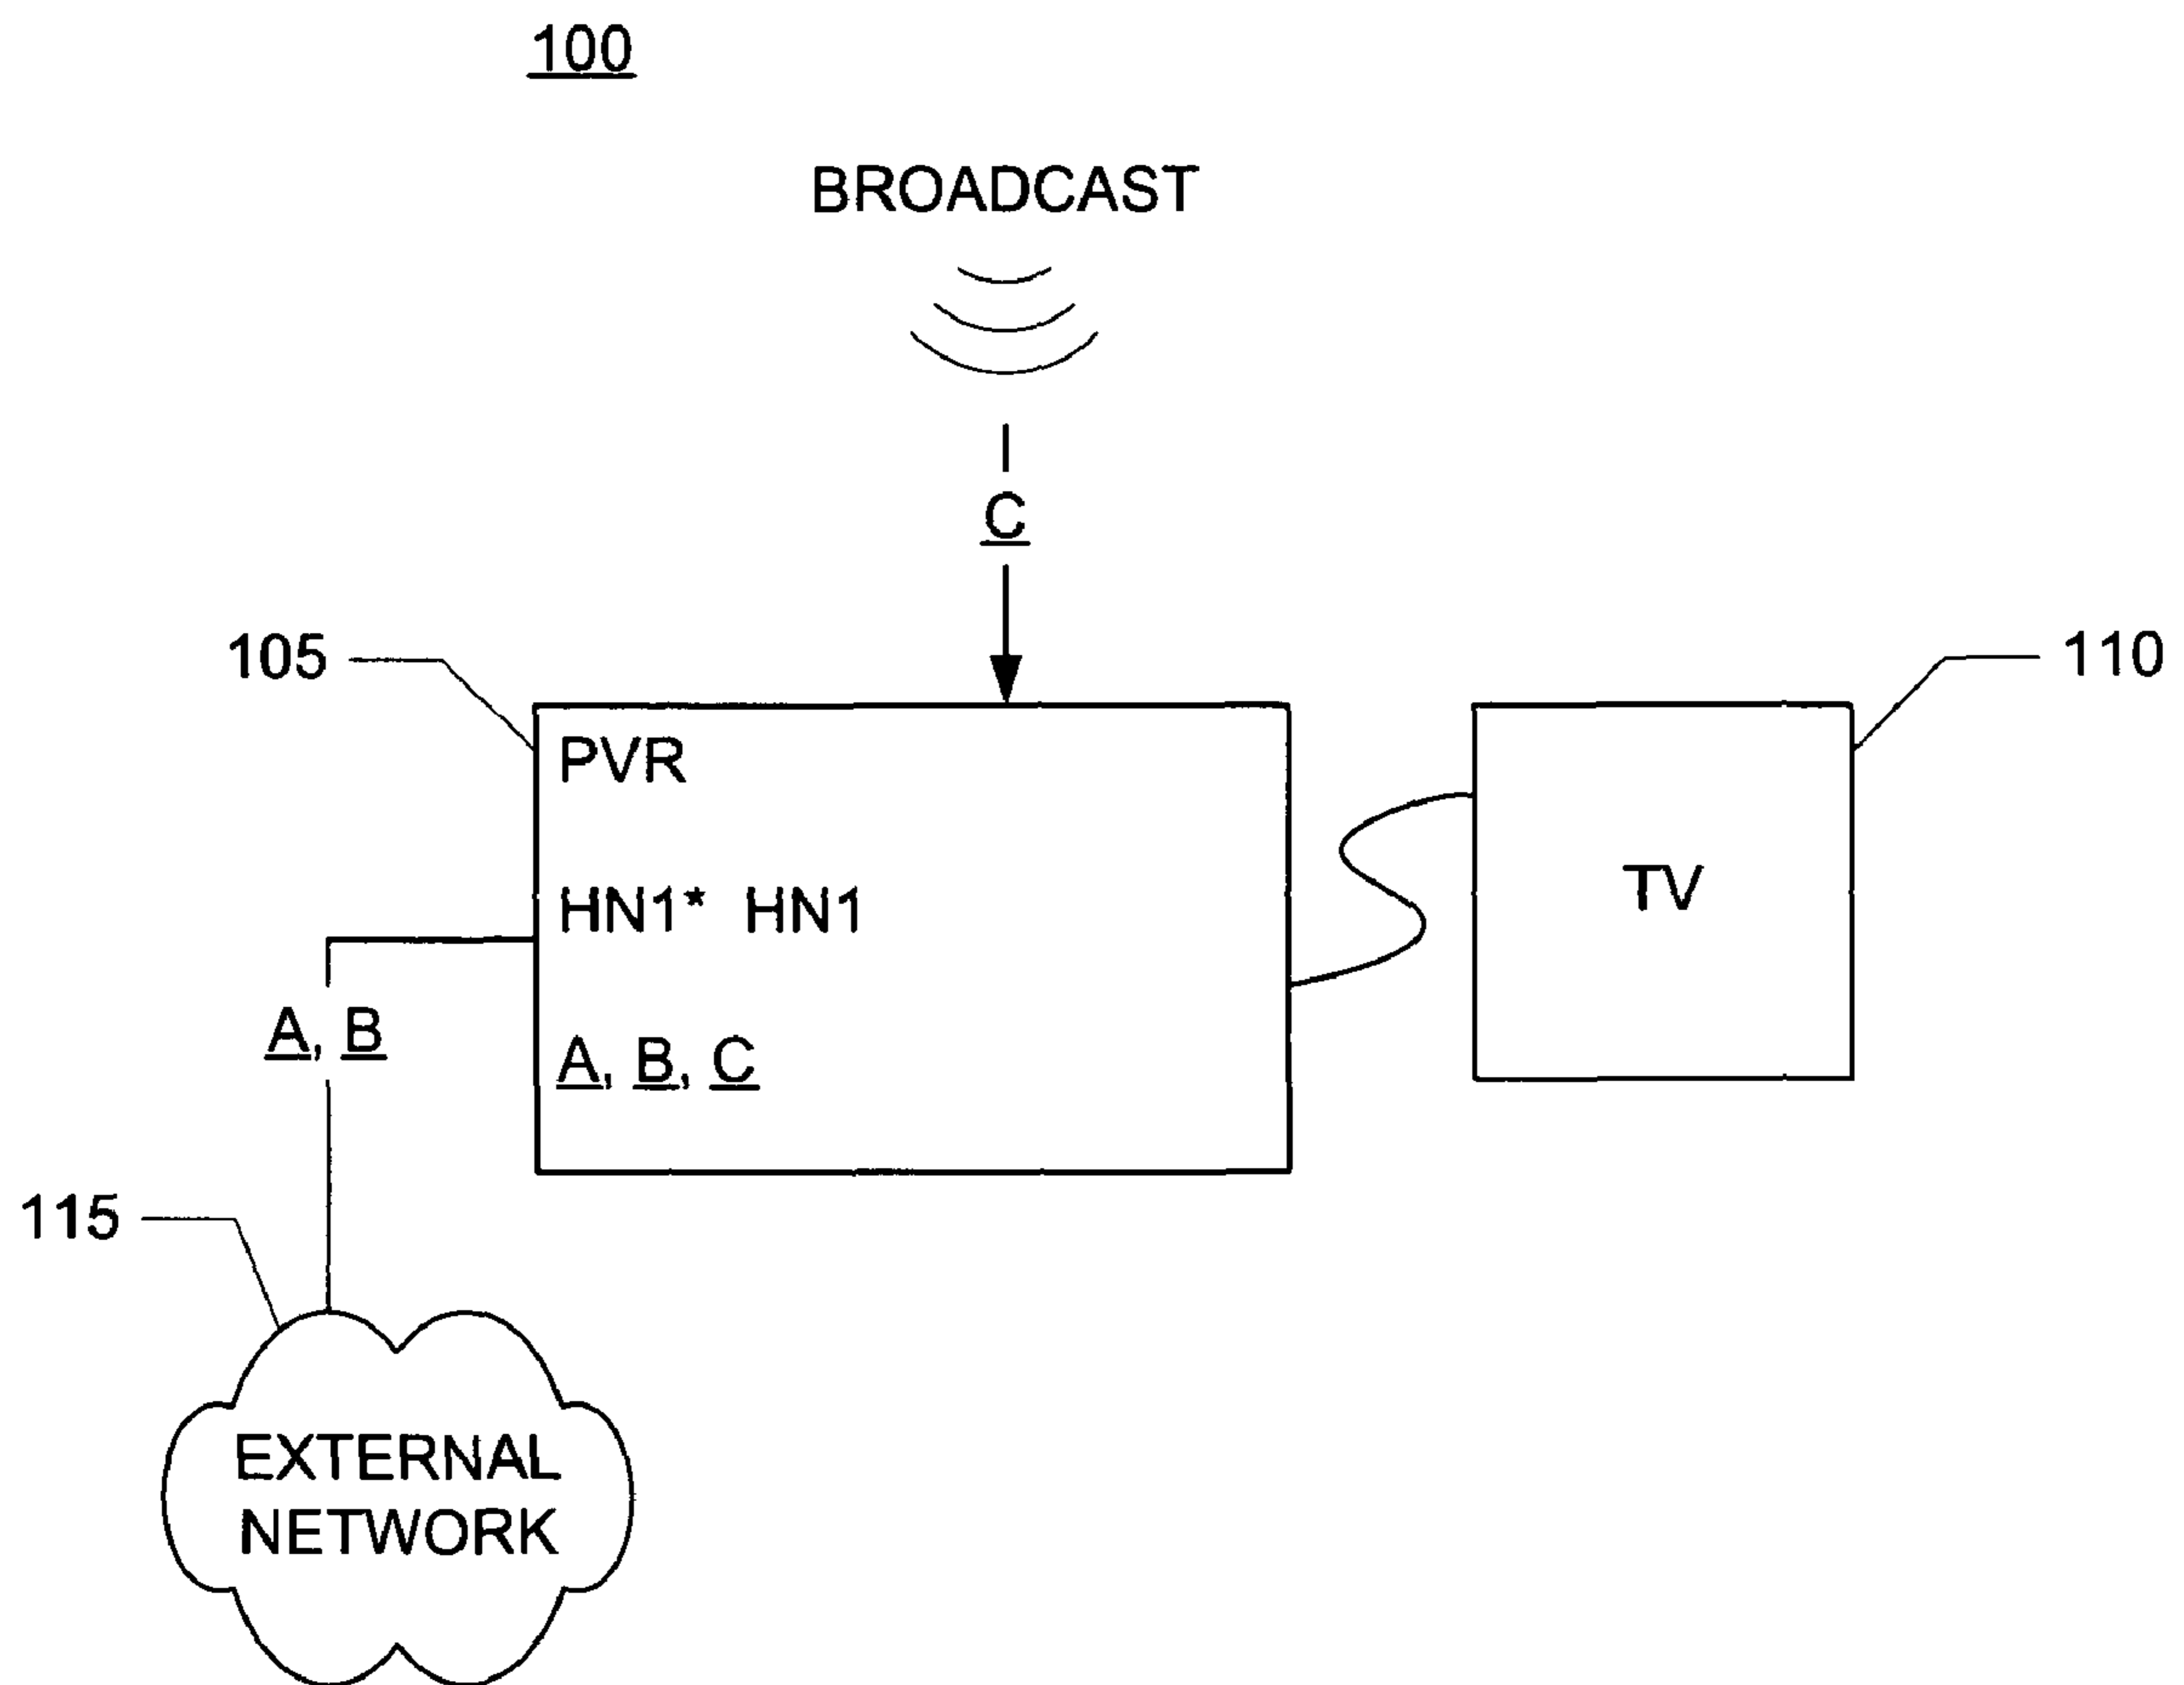 100
BROADCAST
C
105
110
PVR
HN1* HN1
TV
A, B
A, B, C
115
EXTERNAL
NETWORK